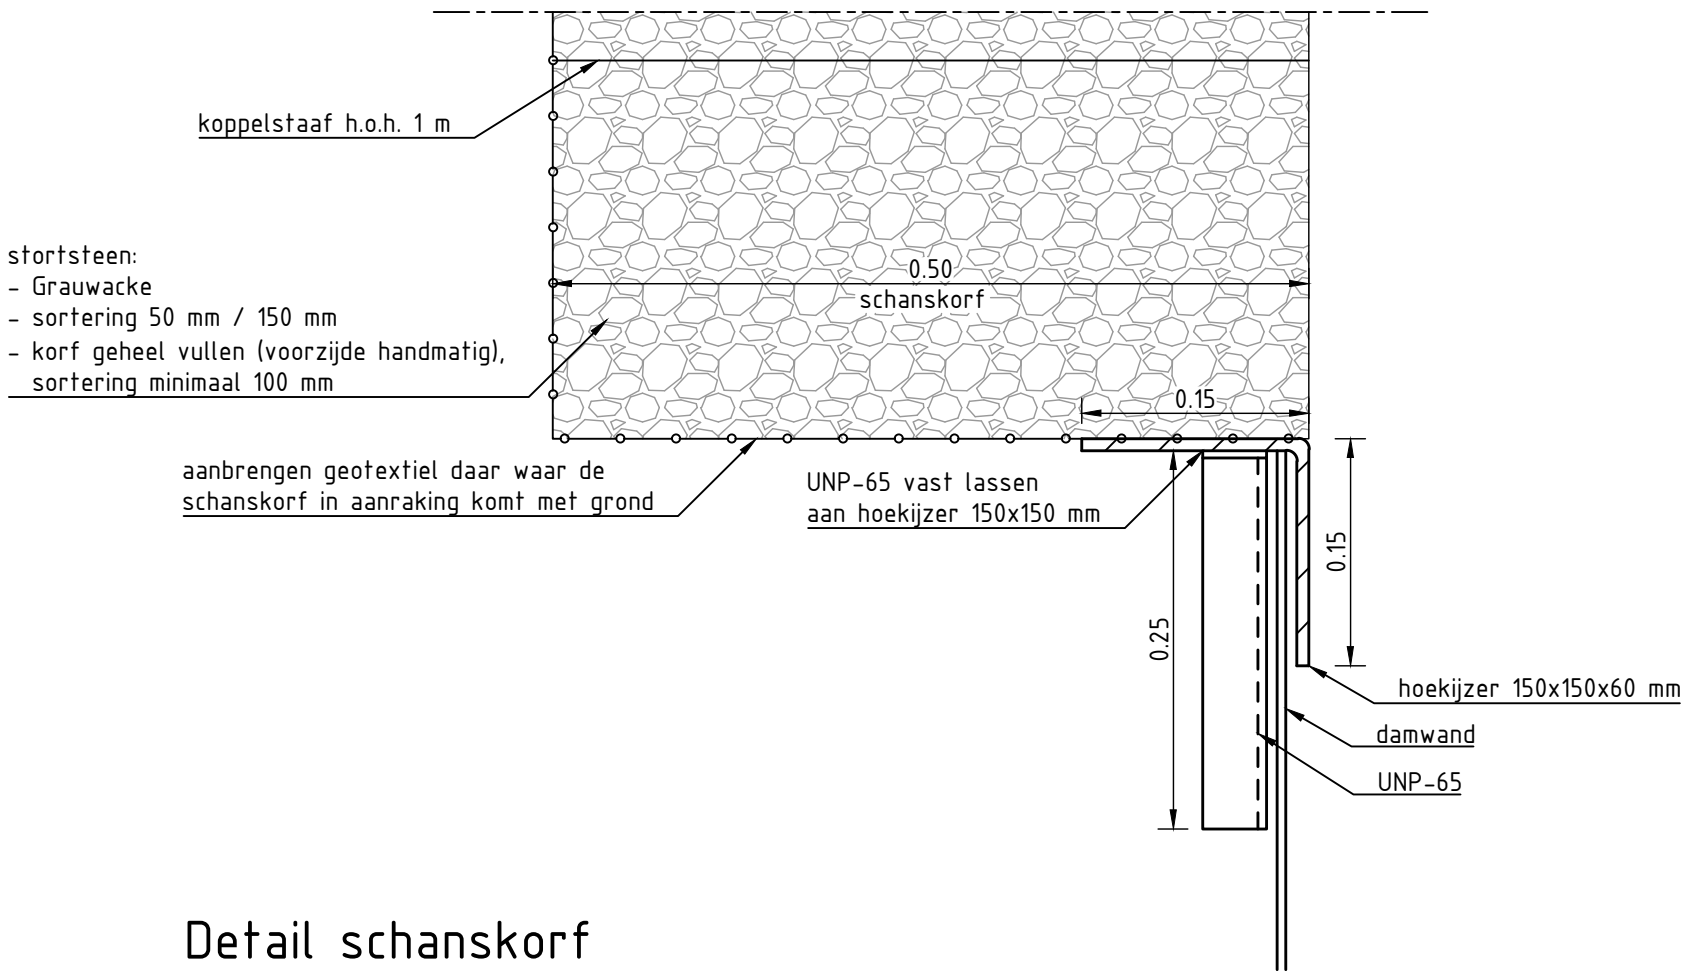 koppelstaaf h.o.h. 1 m
stortsteen:
- Grauwacke
- sortering 50 mm / 150 mm
- korf geheel vullen (voorzijde handmatig),
sortering minimaal 100 mm
0.50
schanskorf
0.15
aanbrengen geotextiel daar waar de
schanskorf in aanraking komt met grond
UNP-65 vast lassen
aan hoekijzer 150x150 mm
0.15
0.25
hoekijzer 150x150x60 mm
damwand
UNP-65
Detail schanskorf